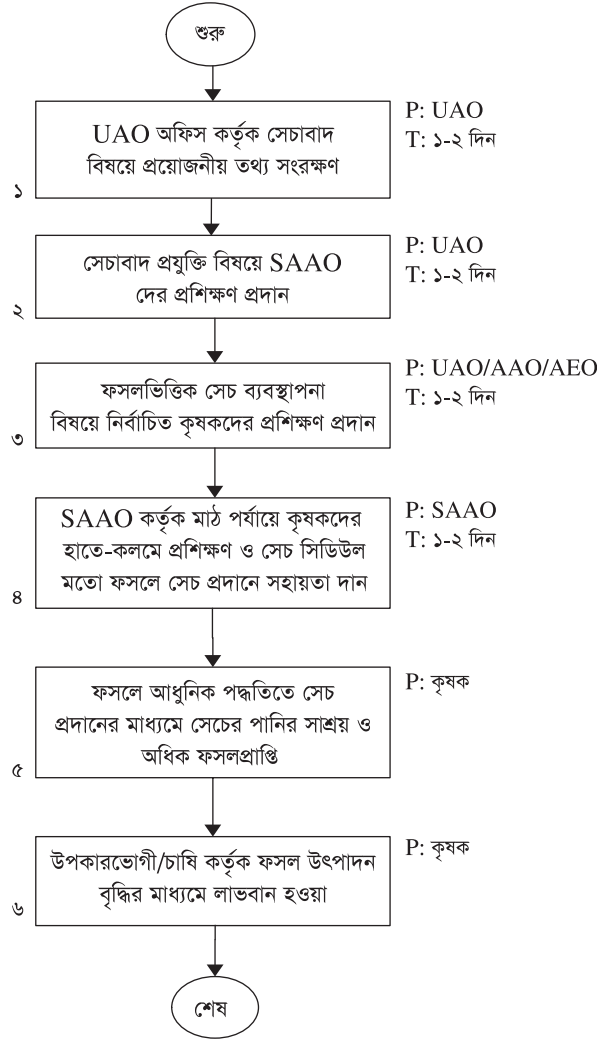 শুরু
UAO অফিস কর্তৃক সেচাবাদ
বিষয়ে প্রয়োজনীয় তথ্য সংরক্ষণ
১
P: UAO
T: ১-২ দিন
সেচাবাদ প্রযুক্তি বিষয়ে SAAO
দের প্রশিক্ষণ প্রদান
২
P: UAO
T: ১-২ দিন
ফসলভিত্তিক সেচ ব্যবস্থাপনা
বিষয়ে নির্বাচিত কৃষকদের প্রশিক্ষণ প্রদান
৩
P: UAO/AAO/AEO
T: ১-২ দিন
SAAO কর্তৃক মাঠ পর্যায়ে কৃষকদের
হাতে-কলমে প্রশিক্ষণ ও সেচ সিডিউল
মতো ফসলে সেচ প্রদানে সহায়তা দান
৪
P: SAAO
T: ১-২ দিন
ফসলে আধুনিক পদ্ধতিতে সেচ
প্রদানের মাধ্যমে সেচের পানির সাশ্রয় ও
অধিক ফসলপ্রাপ্তি
৫
P: কৃষক
উপকারভোগী/চাষি কর্তৃক ফসল উৎপাদন
বৃদ্ধির মাধ্যমে লাভবান হওয়া
৬
P: কৃষক
শেষ